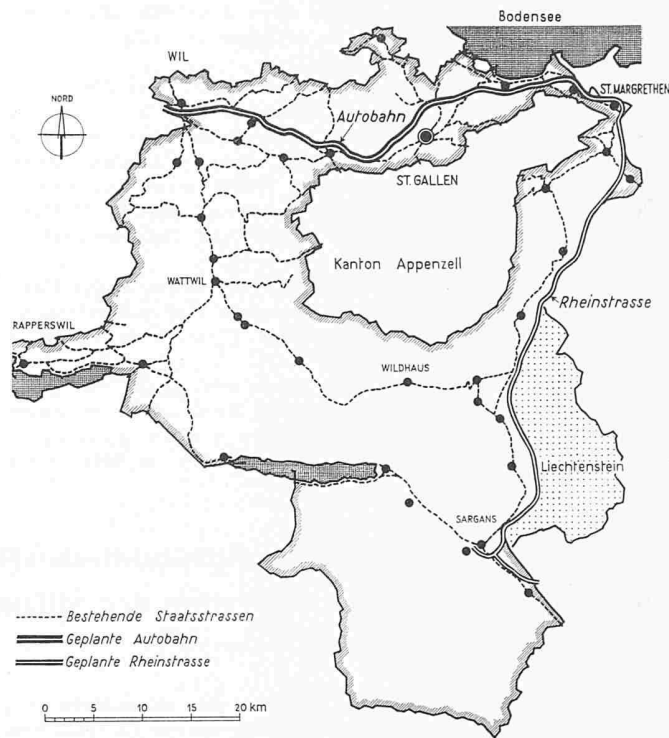 Bodensee
WIL
ST. MARGRETHEN
NORD
Autobahn
ST. GALLEN
Kanton Appenzell
WATTWIL
Rheinstrasse
RAPPERSWIL
WILDHAUS
Liechtenstein
SARGANS
Bestehende Staatsstrassen
Geplante Autobahn
Geplante Rheinstrasse
0 5 10 15 20 km